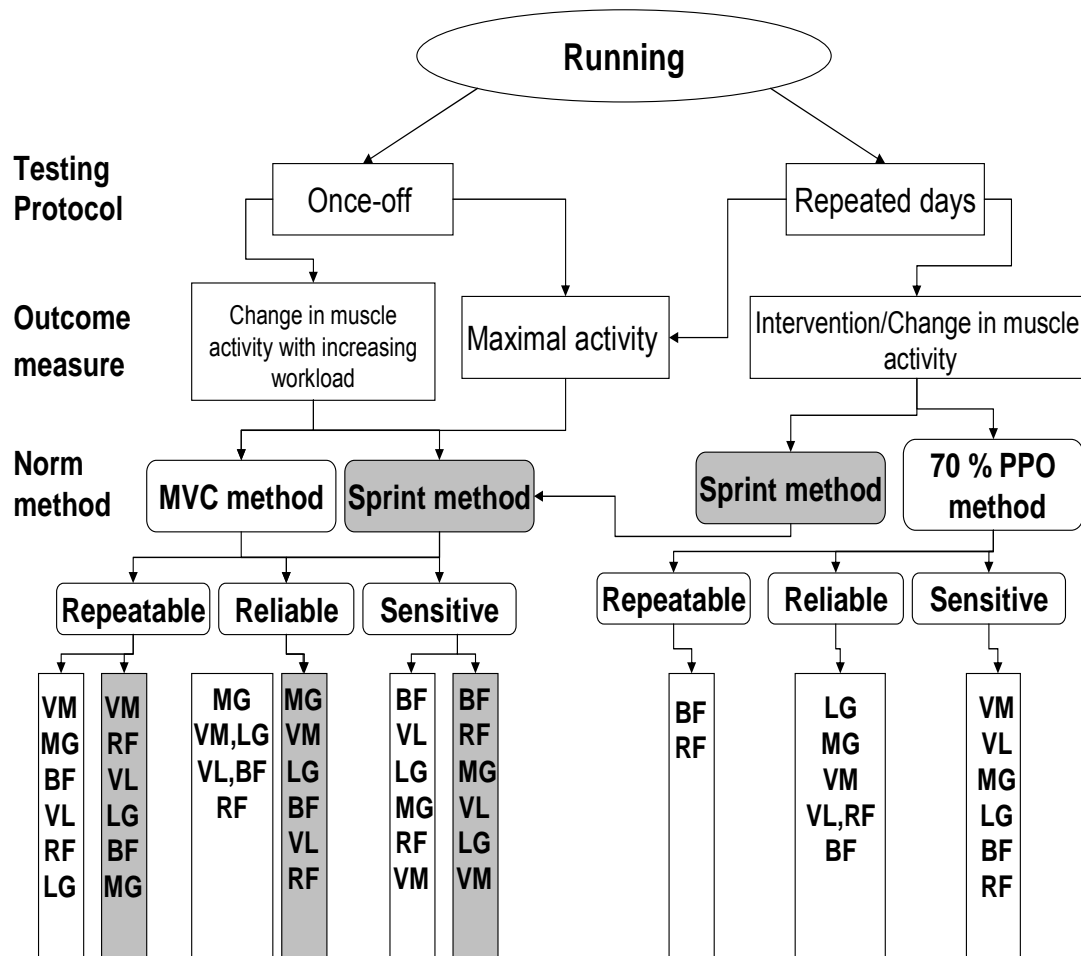 Running
Testing
Protocol
Once-off
Repeated days
Outcome
measure
Change in muscle
activity with increasing
workload
Maximal activity
Intervention/Change in muscle
activity
Norm
method
MVC method
Sprint method
Sprint method
70 % PPO
method
Repeatable
Reliable
Sensitive
Repeatable
Reliable
Sensitive
VM
MG
BF
VL
RF
LG
VM
RF
VL
LG
BF
MG
MG
VM,LG
VL,BF
RF
MG
VM
LG
BF
VL
RF
BF
VL
LG
MG
RF
VM
BF
RF
MG
VL
LG
VM
BF
RF
LG
MG
VM
VL,RF
BF
VM
VL
MG
LG
BF
RF